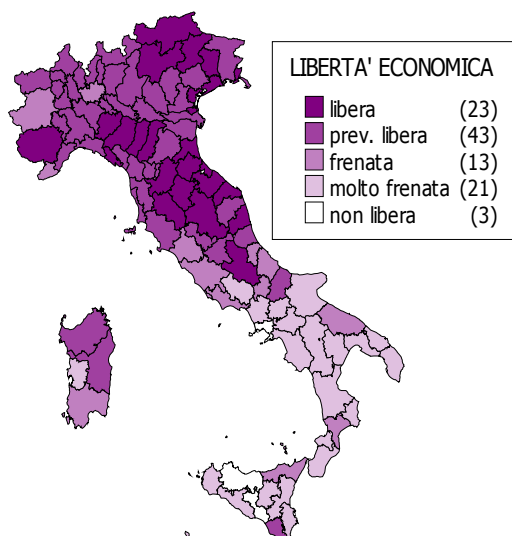 LIBERTA' ECONOMICA
libera (23)
prev. libera (43)
frenata (13)
molto frenata (21)
non libera (3)